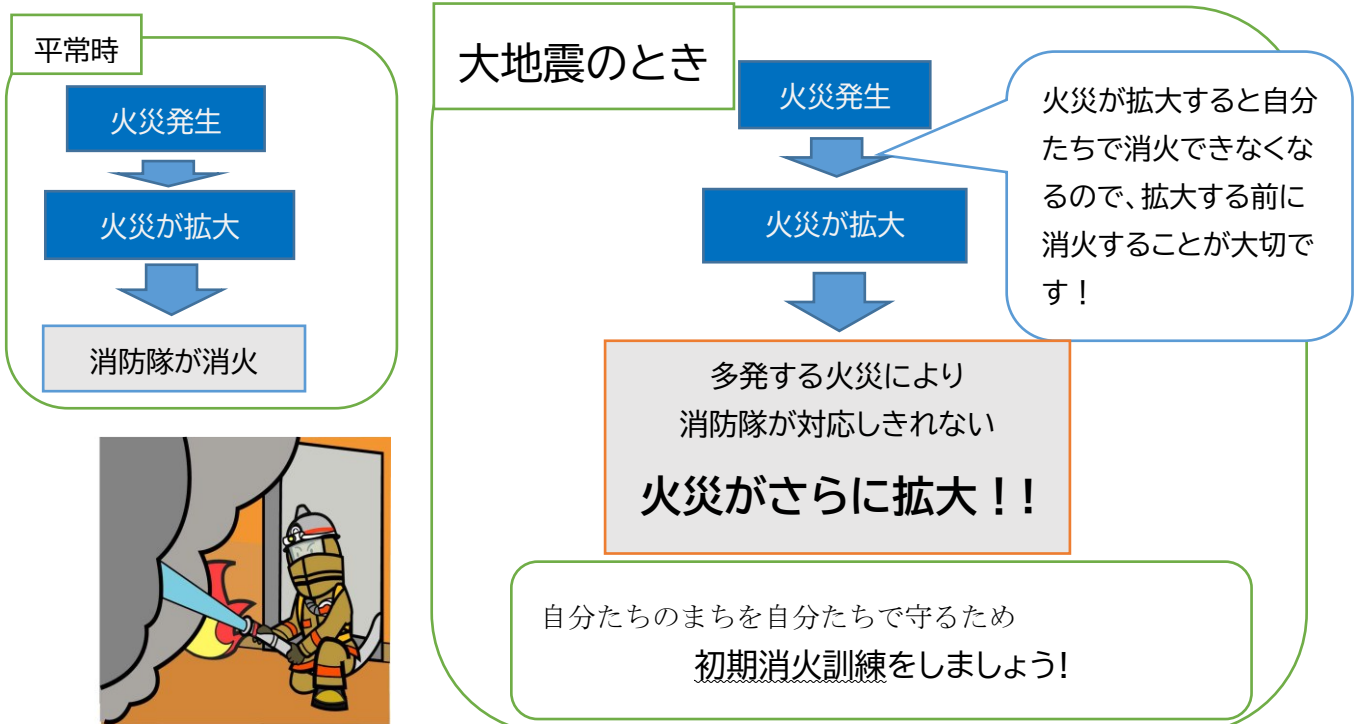 平常時
火災発生
火災が拡大
消防隊が消火
大地震のとき
火災発生
火災が拡大
火災が拡大すると自分
たちで消火できなくな
るので、拡大する前に
消火することが大切で
す！
多発する火災により
消防隊が対応しきれない
火災がさらに拡大！！
自分たちのまちを自分たちで守るため
初期消火訓練をしましょう!